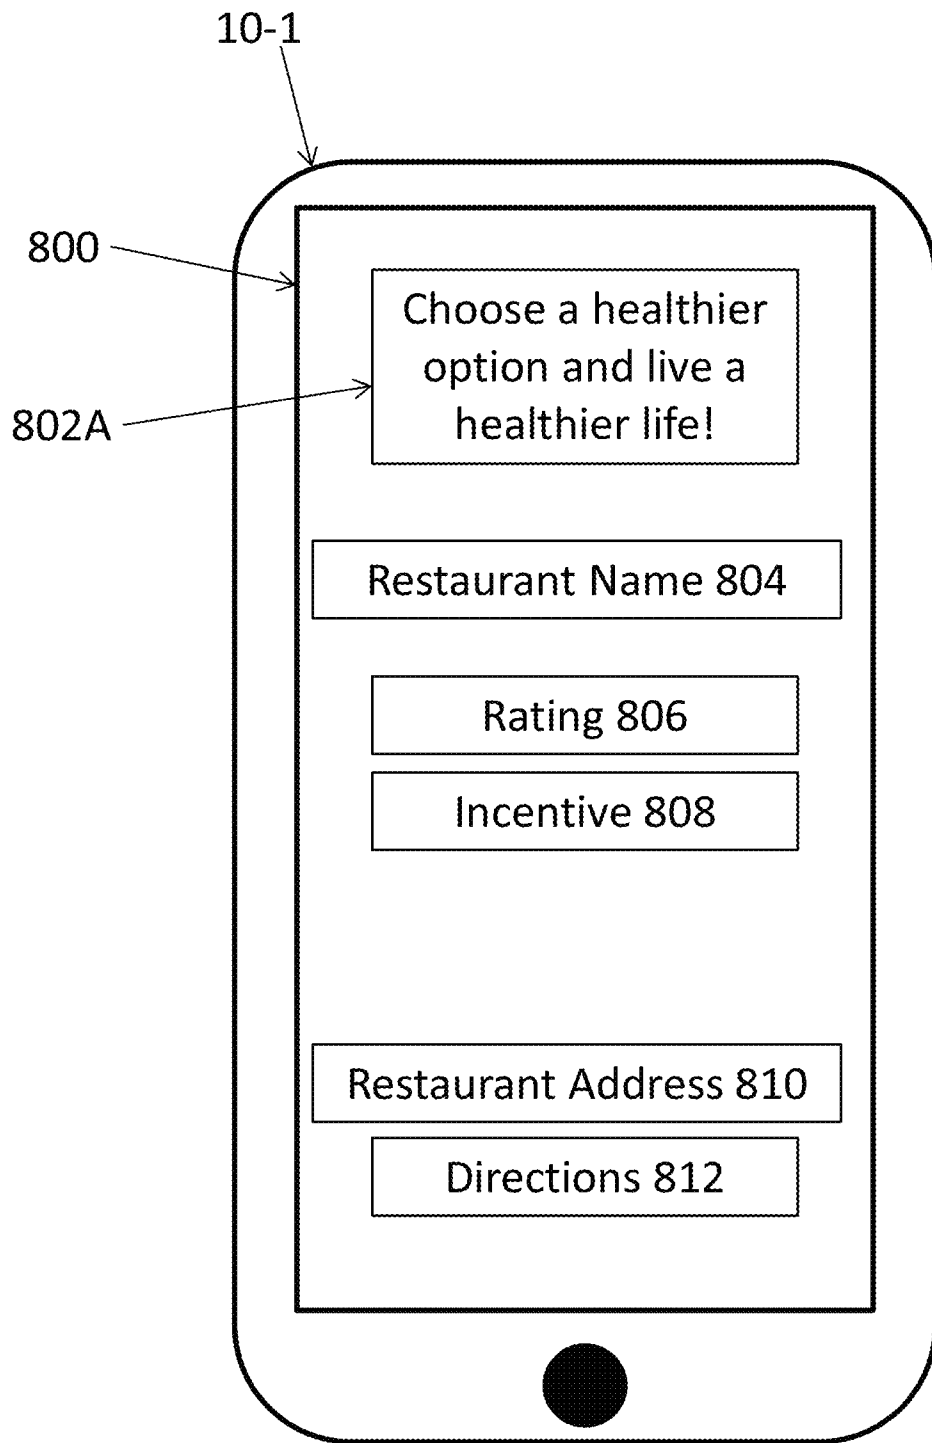 10-1
800
Choose a healthier
option and live a
healthier life!
802A
Restaurant Name 804
Rating 806
Incentive 808
Restaurant Address 810
Directions 812